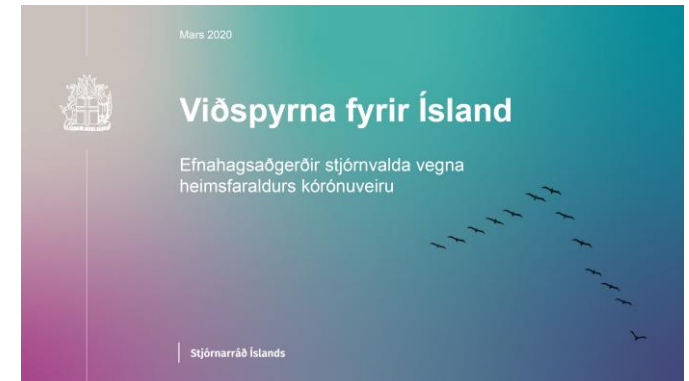 Mars 2020
Viðspyrna fyrir Ísland
Efnahagsaðgerðir stjórnvalda vegna
heimsfaraldurs kórónuveiru
Stjórnarráð Íslands